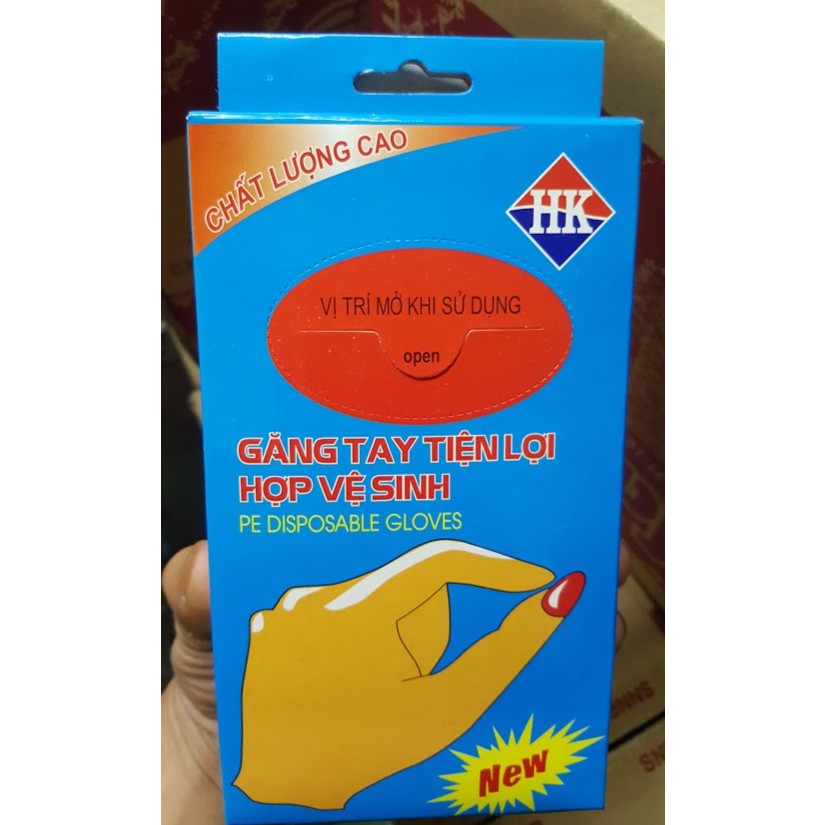 CHẤT LƯỢNG CAO
HK
VỊ TRÍ MỞ KHI SỬ DỤNG
open
GĂNG TAY TIỆN LỢI
HỢP VỆ SINH
PE DISPOSABLE GLOVES
New